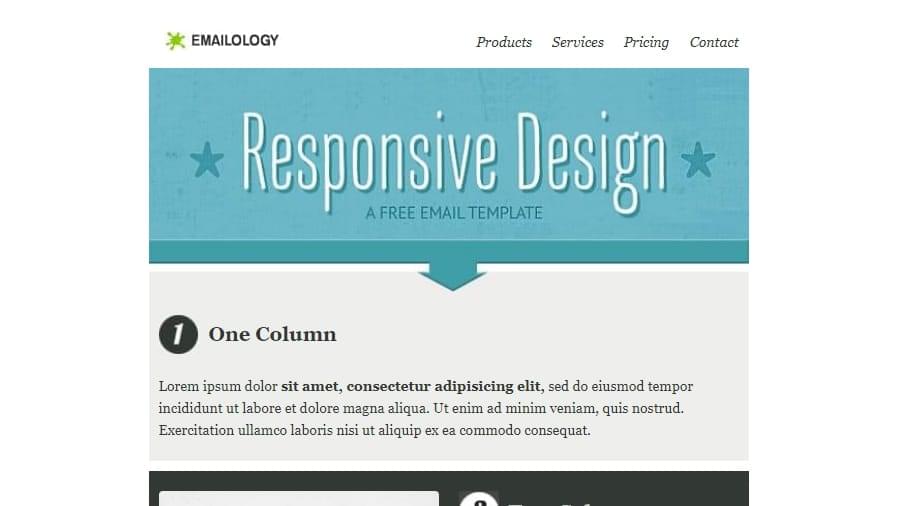 EMAILOLOGY
Products Services Pricing Contact
Responsive Design
A FREE EMAIL TEMPLATE
1 One Column
Lorem ipsum dolor sit amet, consectetur adipisicing elit, sed do eiusmod tempor
incididunt ut labore et dolore magna aliqua. Ut enim ad minim veniam, quis nostrud.
Exercitation ullamco laboris nisi ut aliquip ex ea commodo consequat.